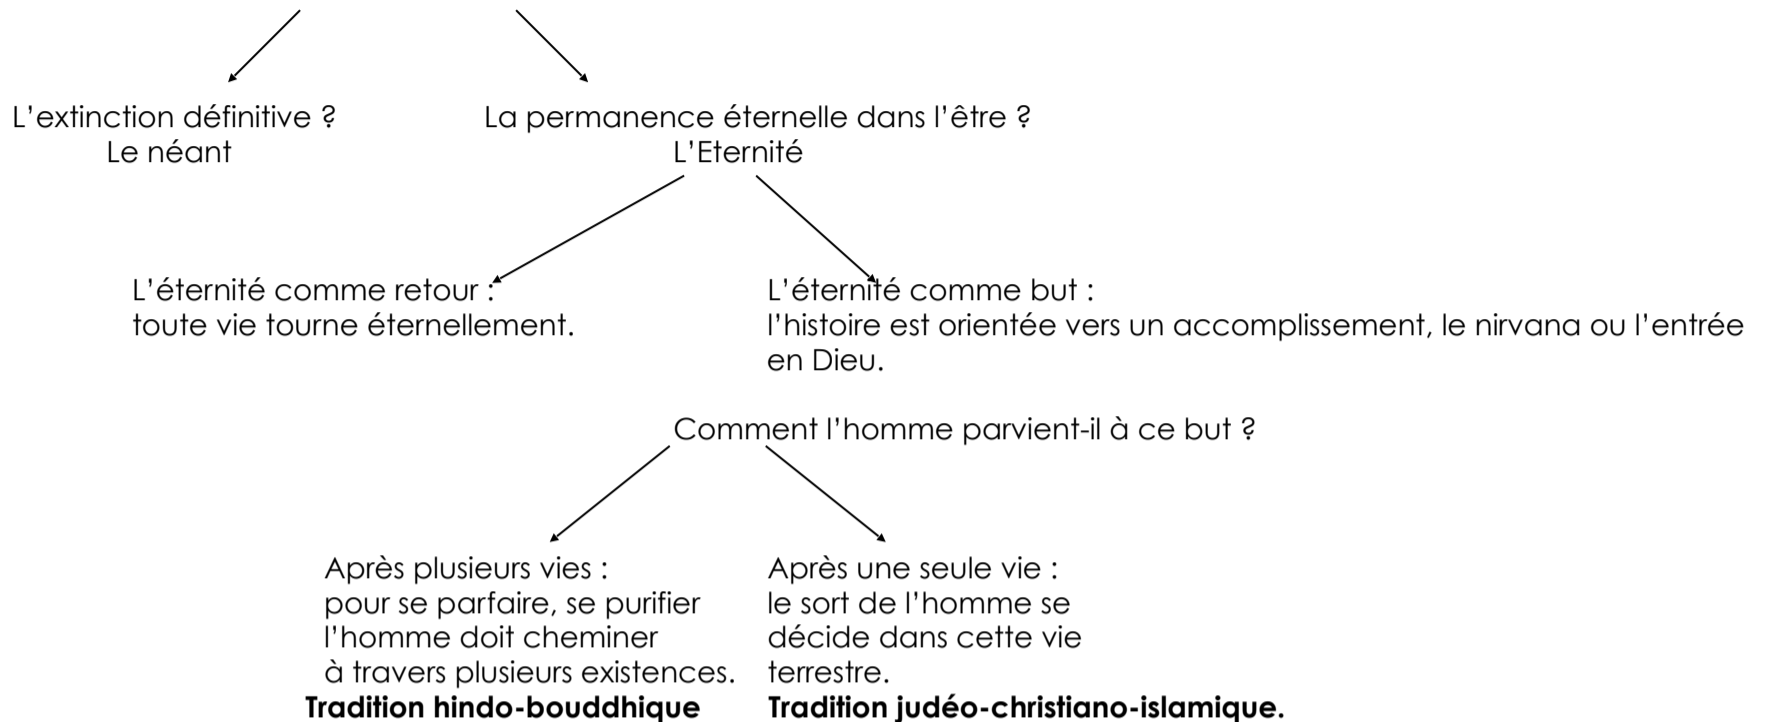 L'extinction définitive ?
Le néant
La permanence éternelle dans l'être ?
L'Eternité
L'éternité comme retour :
toute vie tourne éternellement.
L'éternité comme but :
l'histoire est orientée vers un accomplissement, le nirvana ou l'entrée
en Dieu.
Comment l'homme parvient-il à ce but ?
Après plusieurs vies :
pour se parfaire, se purifier
l'homme doit cheminer
à travers plusieurs existences.
Tradition hindo-bouddhique
Après une seule vie :
le sort de l'homme se
décide dans cette vie
terrestre.
Tradition judéo-christiano-islamique.